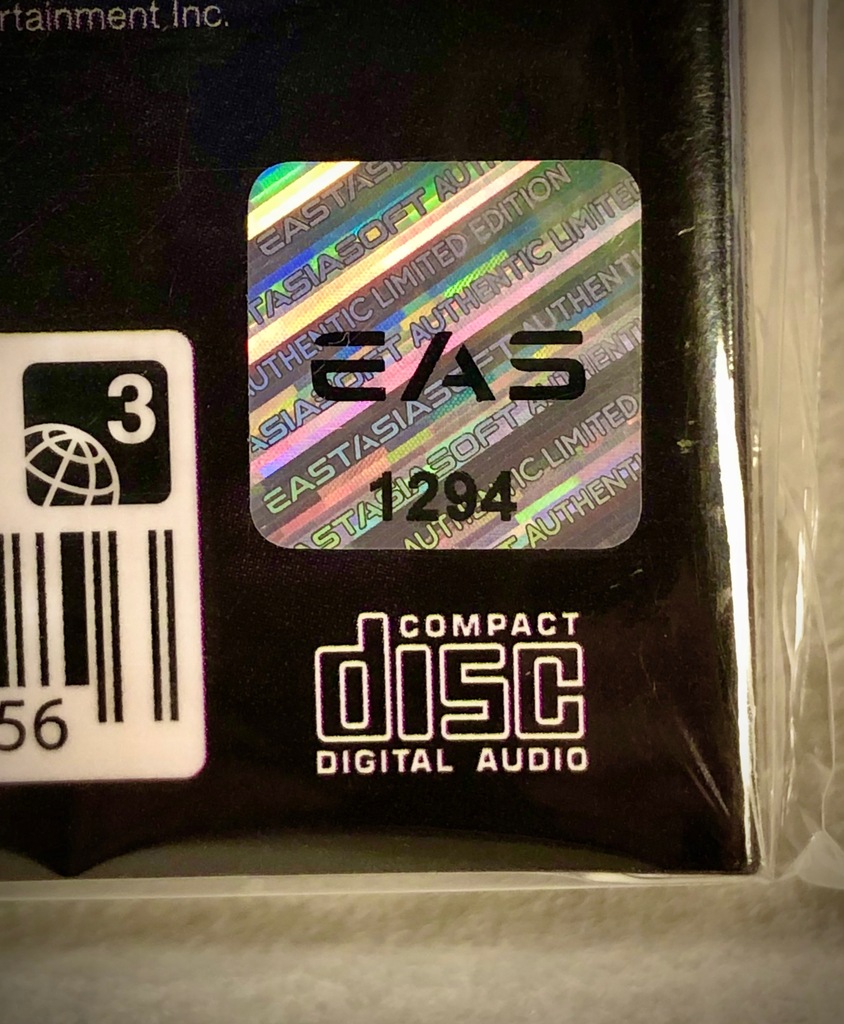 rtainment Inc.
EASTASIASOFT AUTHENTIC LIMITED EDITION
EAS
1294
3
56
COMPACT
disc
DIGITAL AUDIO